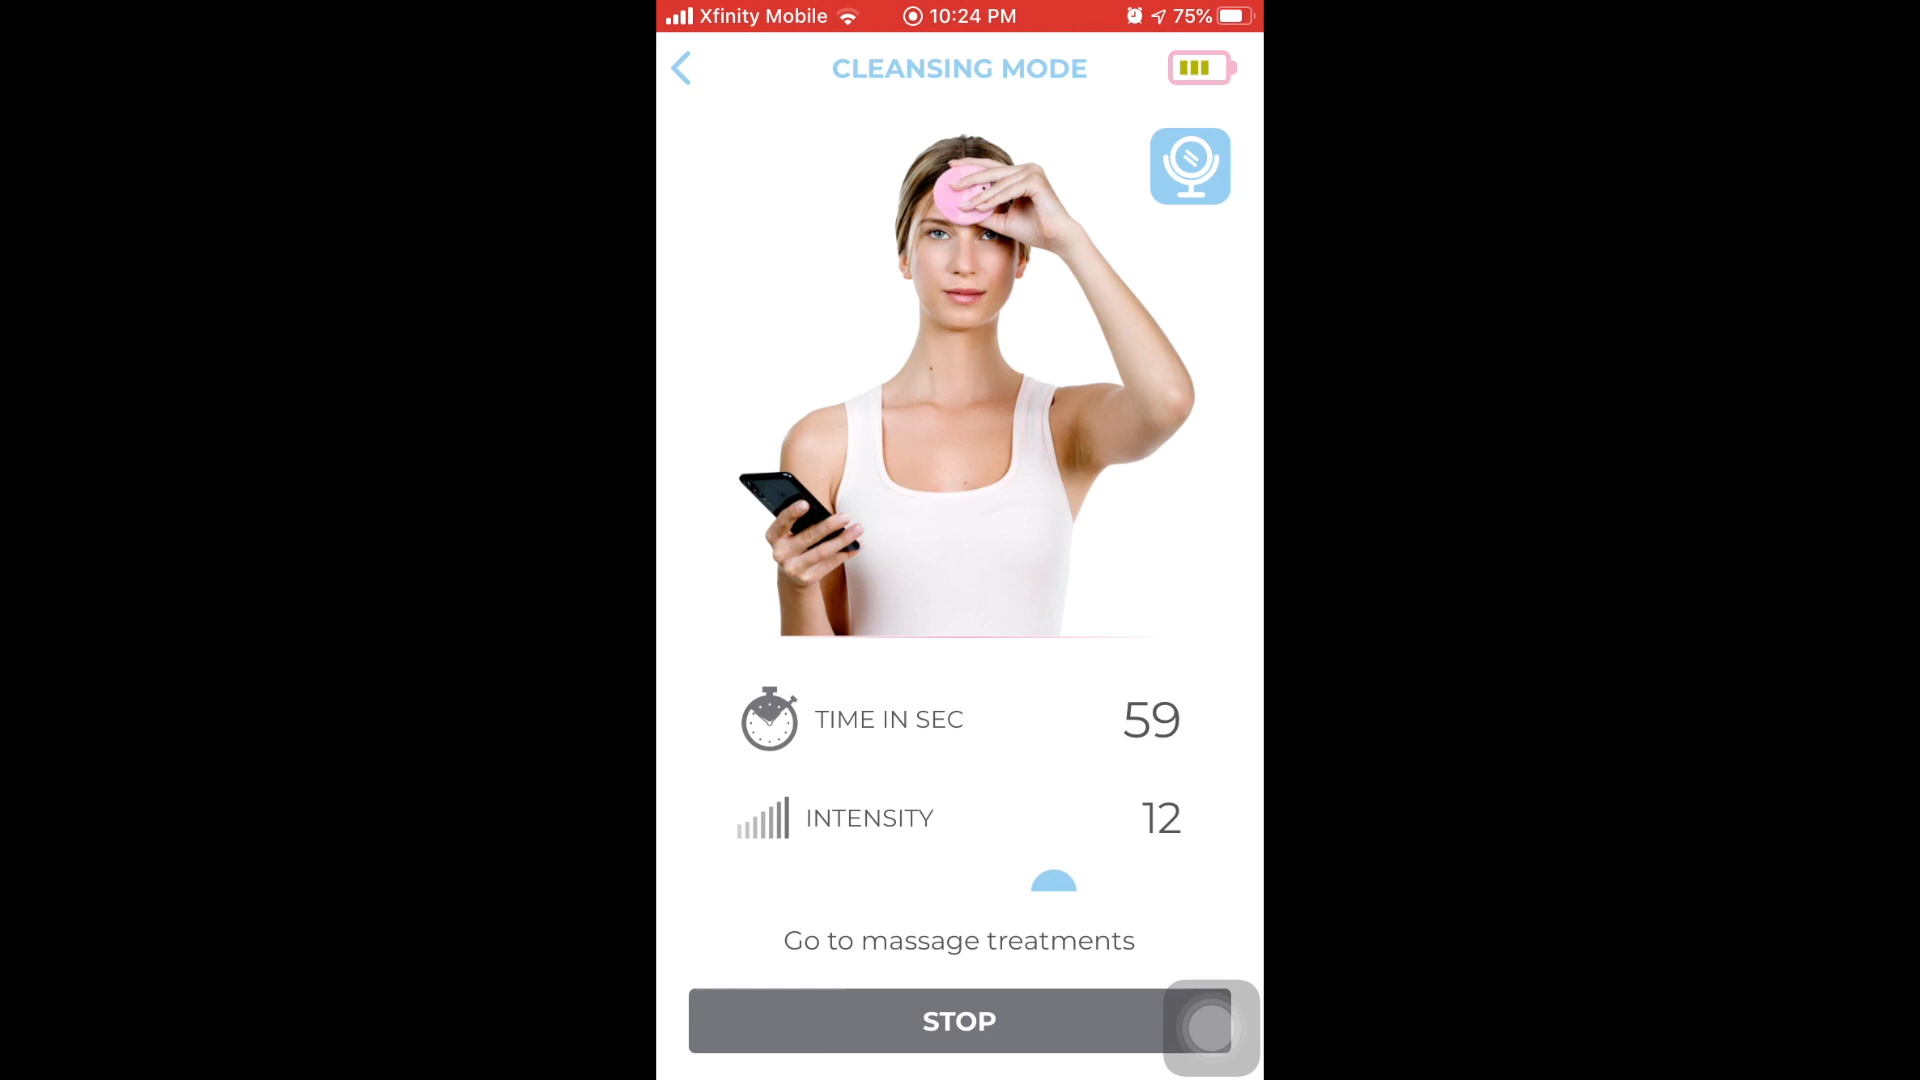 Xfinity Mobile 10:24 PM 75%
CLEANSING MODE
TIME IN SEC 59
INTENSITY 12
Go to massage treatments
STOP